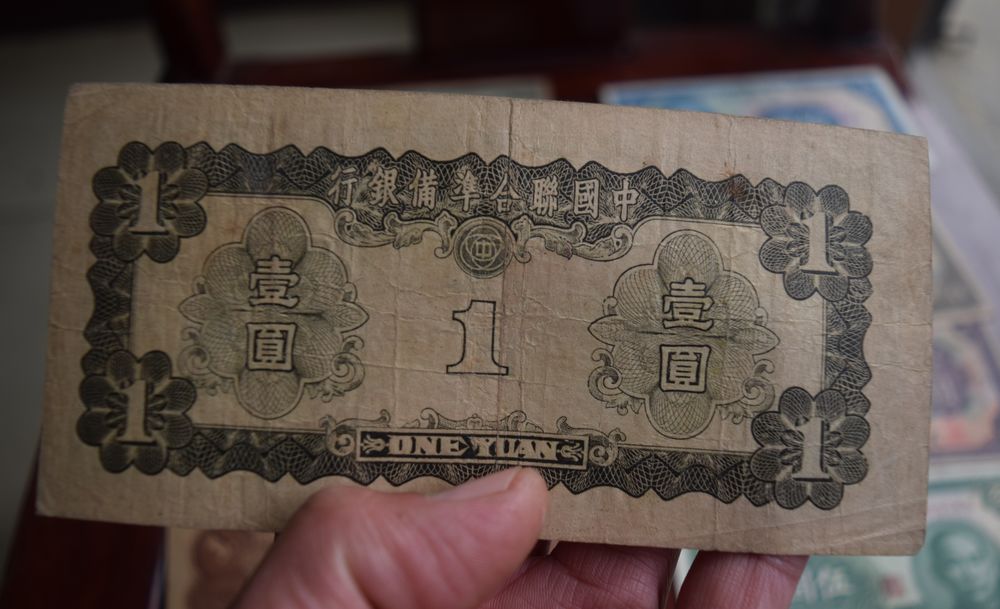 中國聯合準備銀行
1 1
壹圓 1 壹圓
1 1
ONE YUAN
伍